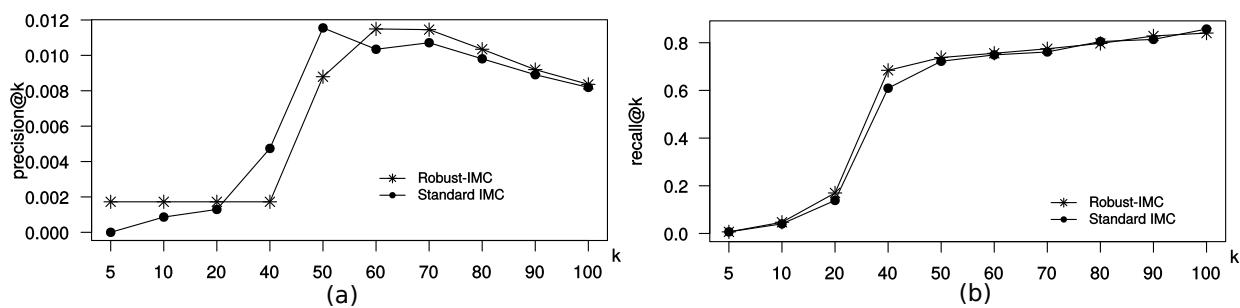 precision@k
0.012
0.010
0.008
0.006
0.004
0.002
0.000
Robust-IMC
Standard IMC
5 10 20 40 50 60 70 80 90 100
k
(a)
recall@k
0.8
0.6
0.4
0.2
0.0
Robust-IMC
Standard IMC
5 10 20 40 50 60 70 80 90 100
k
(b)